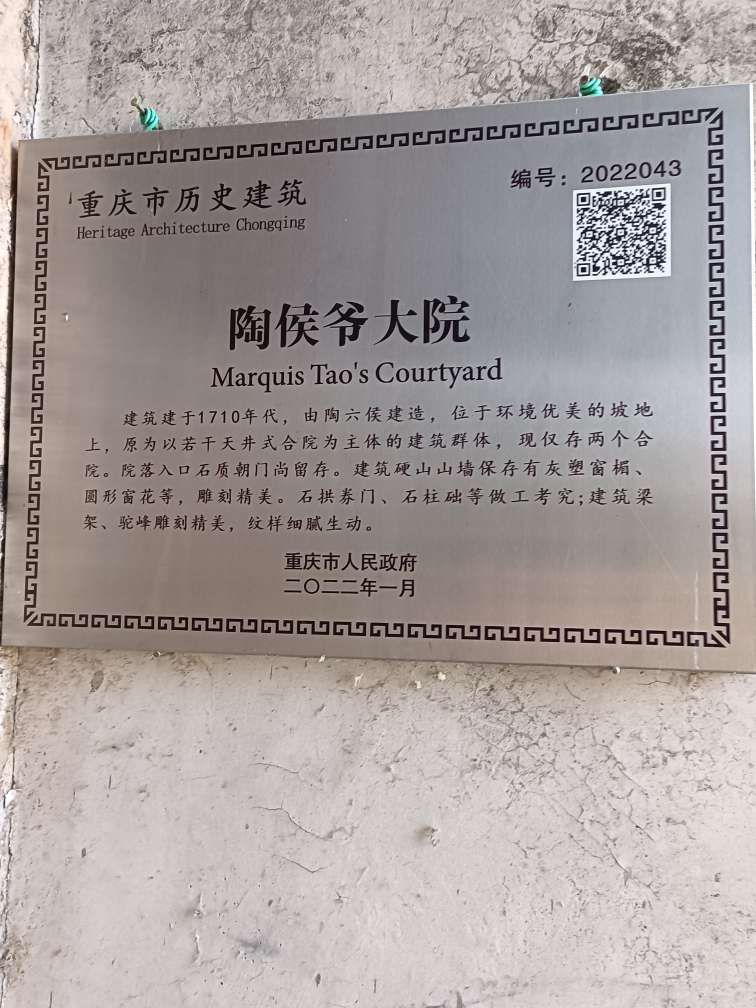 重庆市历史建筑
Heritage Architecture Chongqing
编号：2022043
陶侯爷大院
Marquis Tao's Courtyard
建筑建于1710年代，由陶六侯建造，位于环境优美的坡地
上，原为以若干天井式合院为主体的建筑群体，现仅存两个合
院。院落入口石质朝门尚留存。建筑硬山山墙保存有灰塑窗楣、
圆形窗花等，雕刻精美。石拱券门、石柱础等做工考究;建筑梁
架、驼峰雕刻精美，纹样细腻生动。
重庆市人民政府
二〇二二年一月